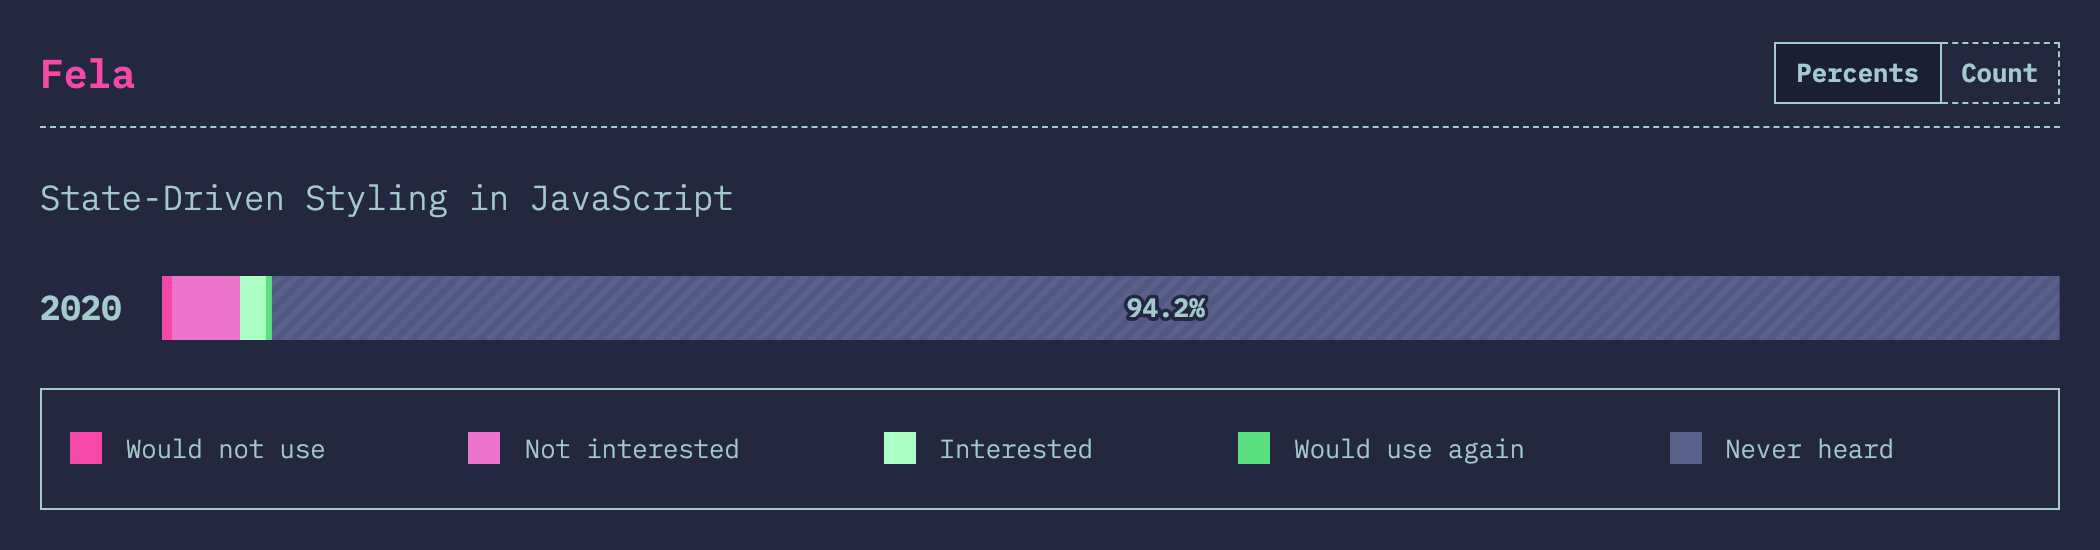 Fela
Percents Count
State-Driven Styling in JavaScript
2020 94.2%
Would not use Not interested Interested Would use again Never heard